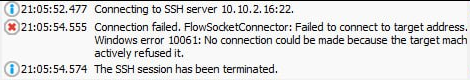 21:05:52.477 Connecting to SSH server 10.10.2.16:22.
21:05:54.555 Connection failed. FlowSocketConnector: Failed to connect to target address.
Windows error 10061: No connection could be made because the target mach
actively refused it.
21:05:54.574 The SSH session has been terminated.